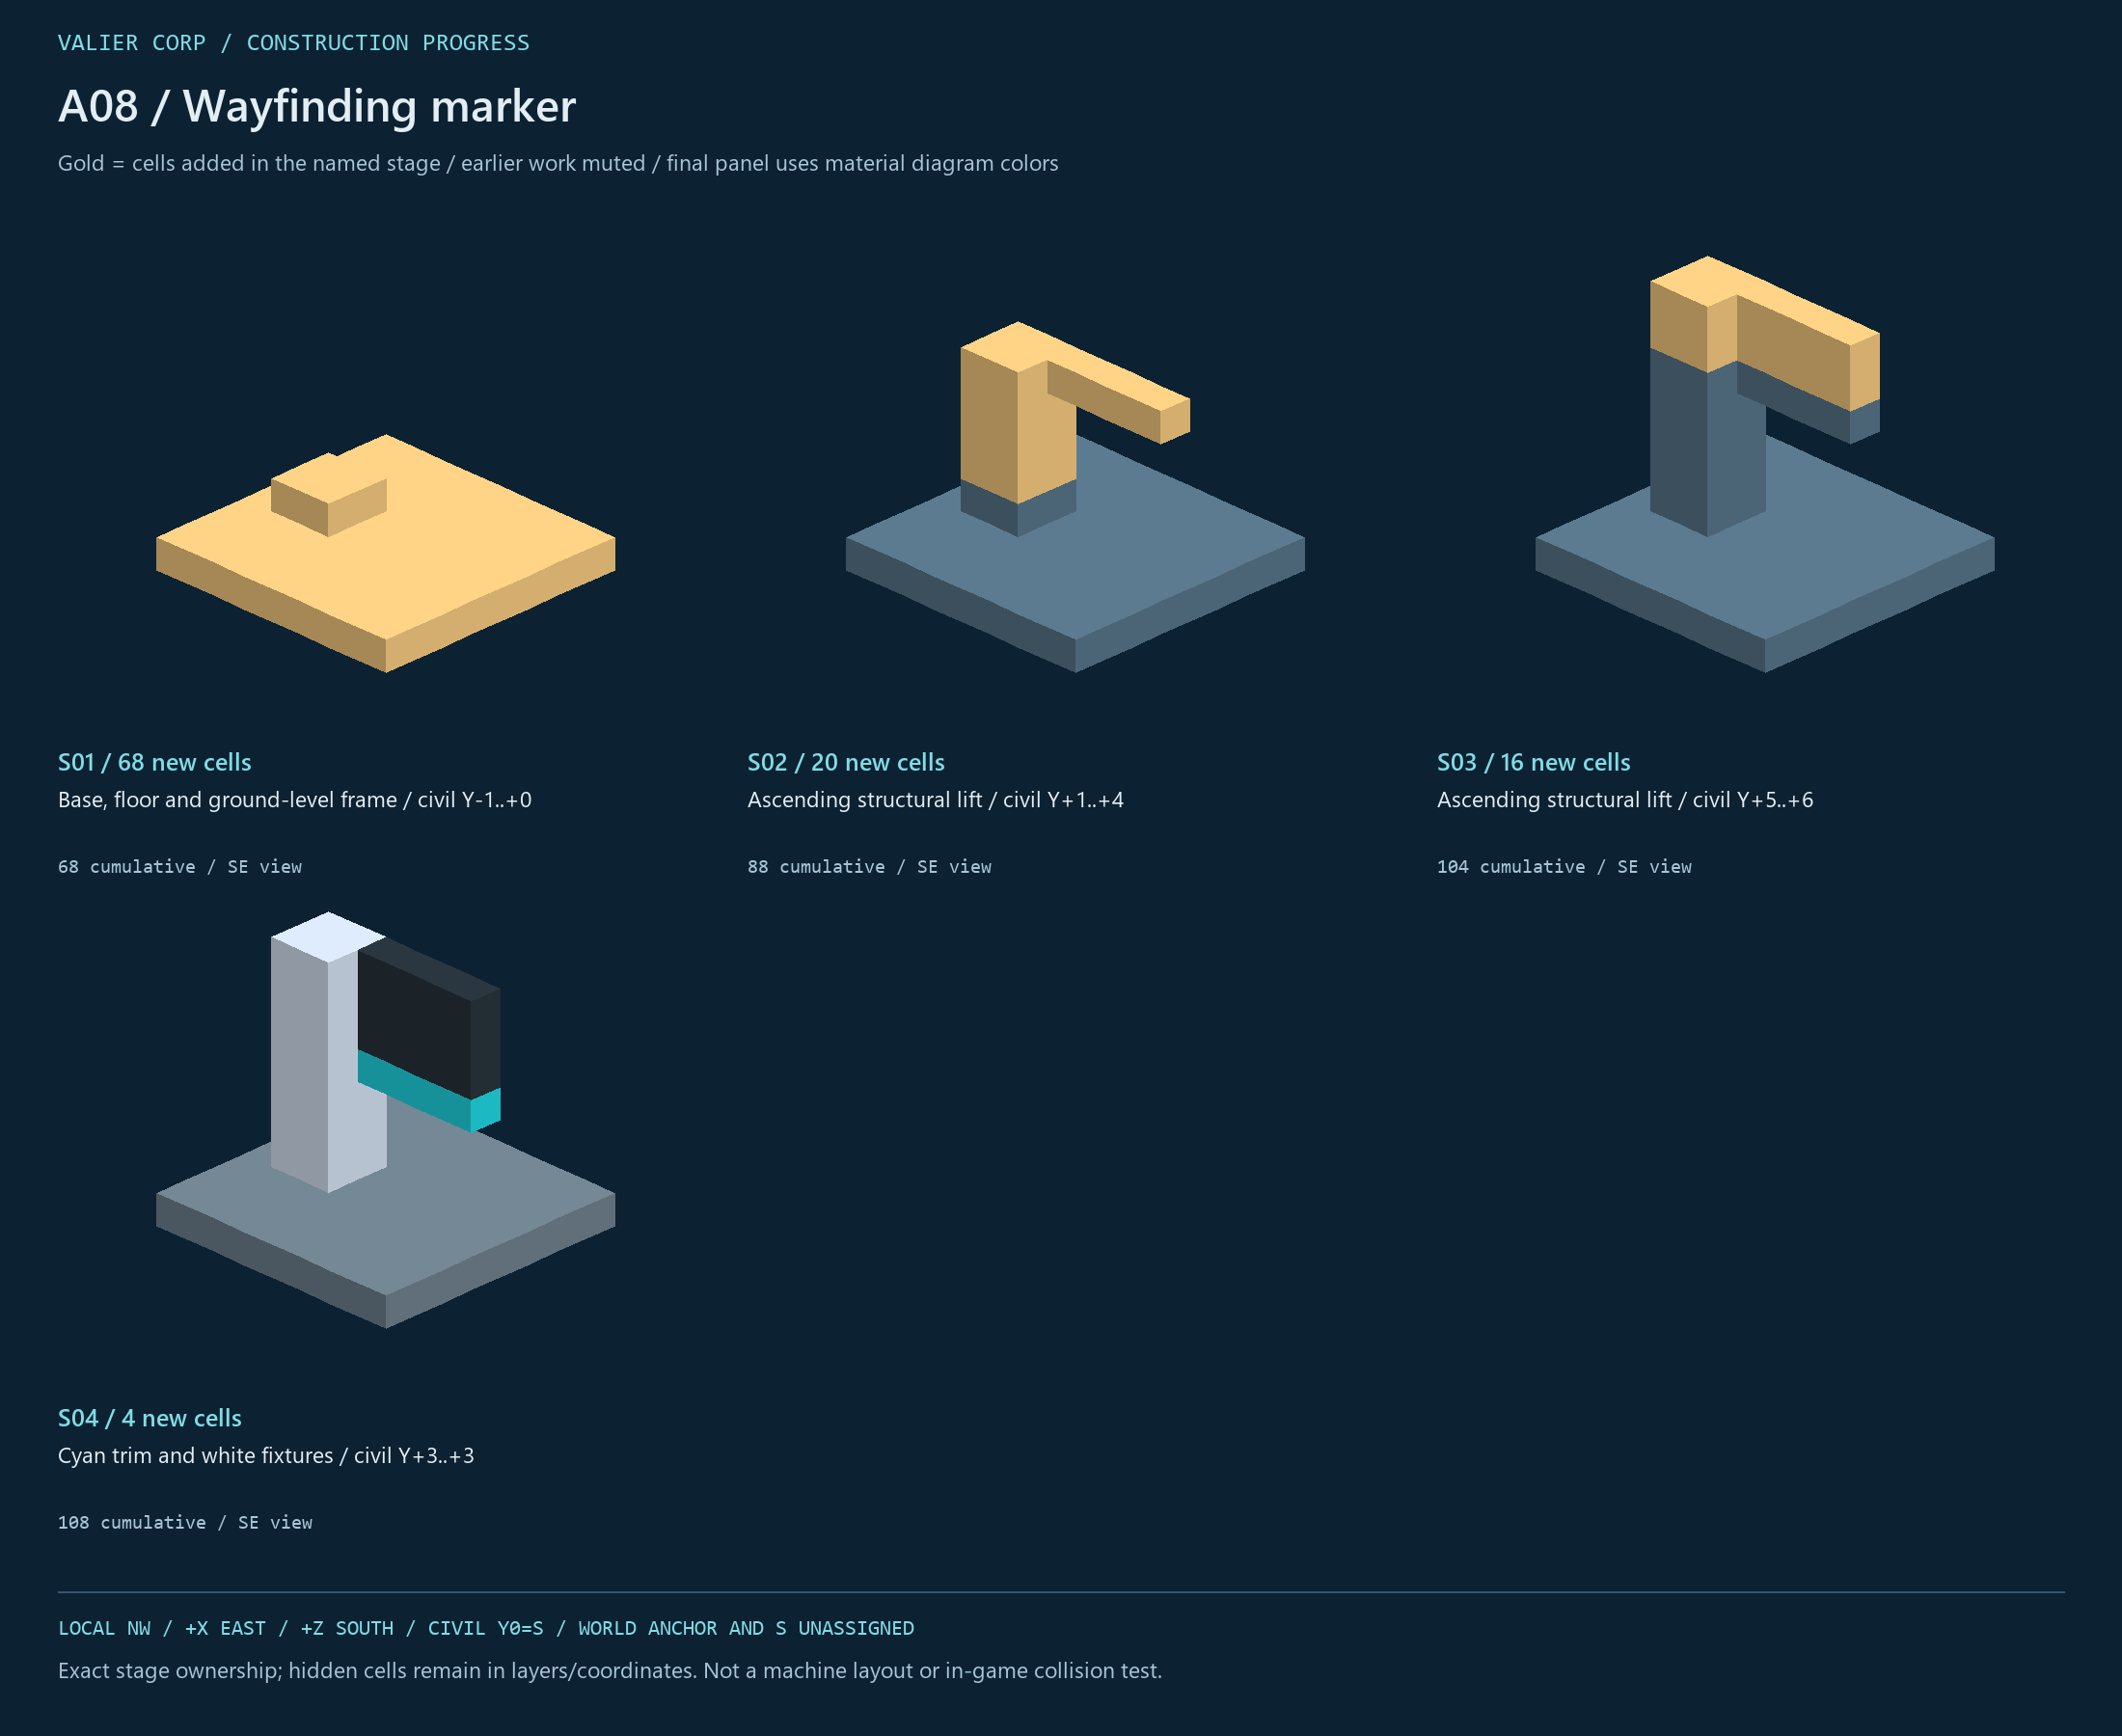 VALIER CORP / CONSTRUCTION PROGRESS
A08 / Wayfinding marker
Gold = cells added in the named stage / earlier work muted / final panel uses material diagram colors
S01 / 68 new cells
Base, floor and ground-level frame / civil Y-1..+0
68 cumulative / SE view
S02 / 20 new cells
Ascending structural lift / civil Y+1..+4
88 cumulative / SE view
S03 / 16 new cells
Ascending structural lift / civil Y+5..+6
104 cumulative / SE view
S04 / 4 new cells
Cyan trim and white fixtures / civil Y+3..+3
108 cumulative / SE view
LOCAL NW / +X EAST / +Z SOUTH / CIVIL Y0=S / WORLD ANCHOR AND S UNASSIGNED
Exact stage ownership; hidden cells remain in layers/coordinates. Not a machine layout or in-game collision test.